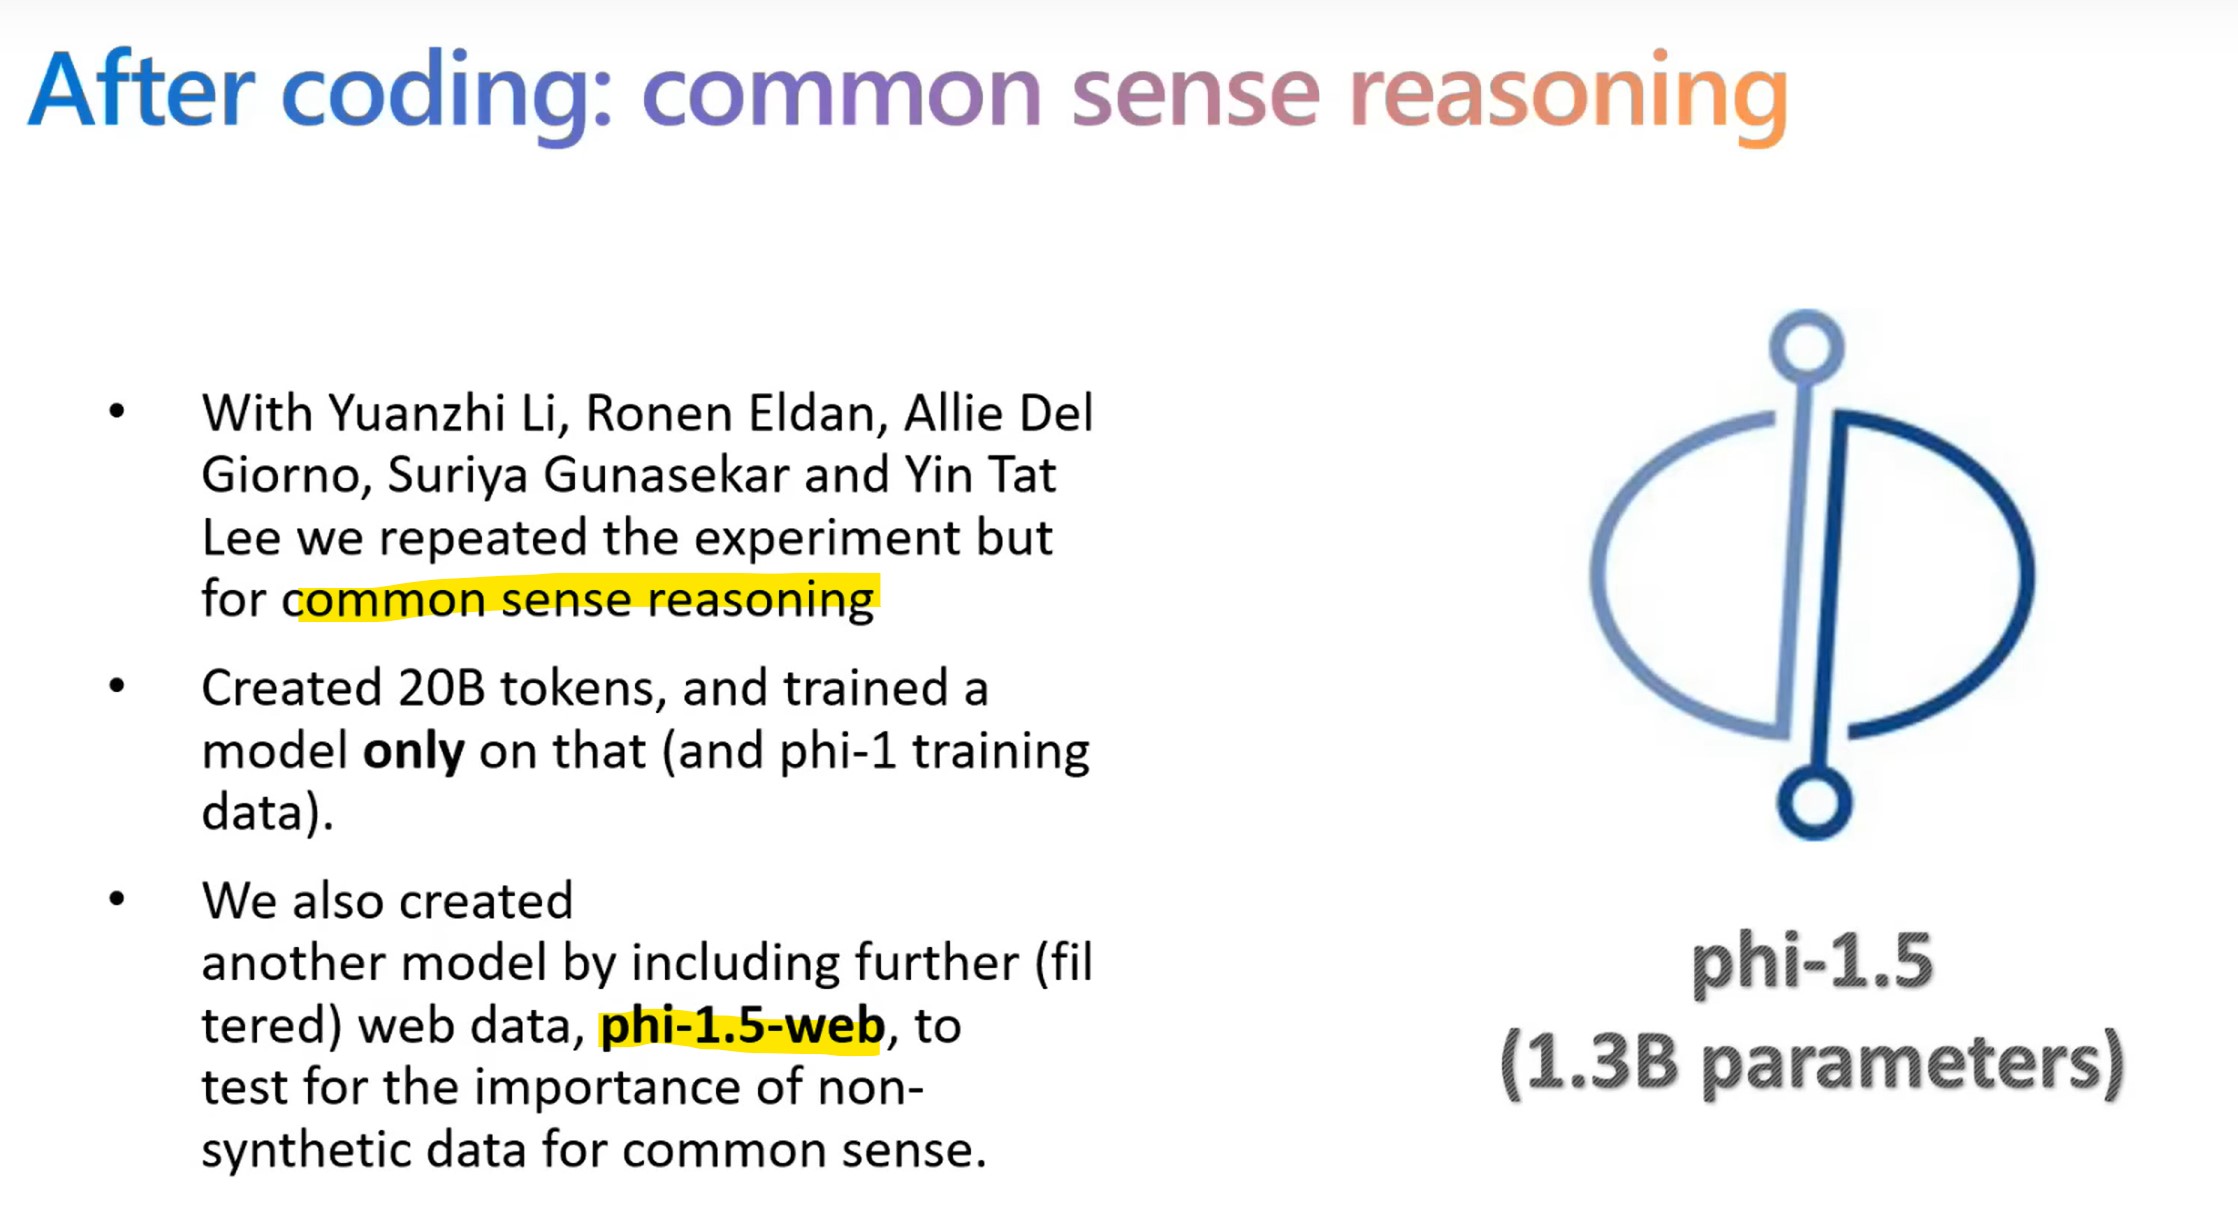 After coding: common sense reasoning
• With Yuanzhi Li, Ronen Eldan, Allie Del
Giorno, Suriya Gunasekar and Yin Tat
Lee we repeated the experiment but
for common sense reasoning
• Created 20B tokens, and trained a
model only on that (and phi-1 training
data).
• We also created
another model by including further (fil
tered) web data, phi-1.5-web, to
test for the importance of non-
synthetic data for common sense.
phi-1.5
(1.3B parameters)